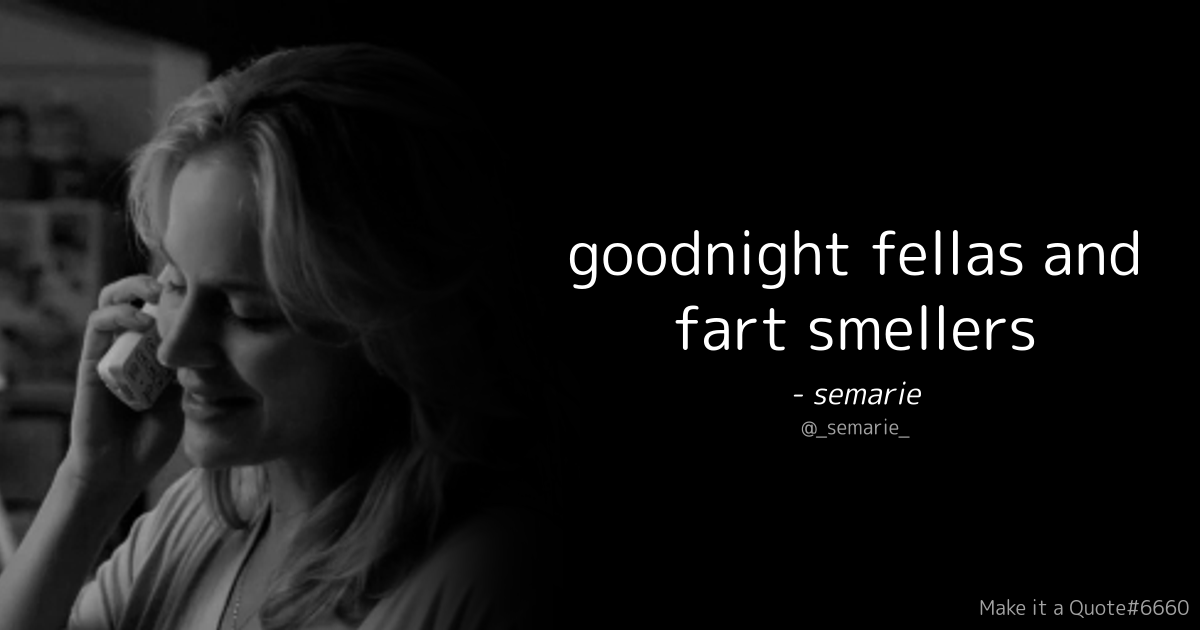 goodnight fellas and
fart smellers
- semarie
@_semarie_
Make it a Quote#6660